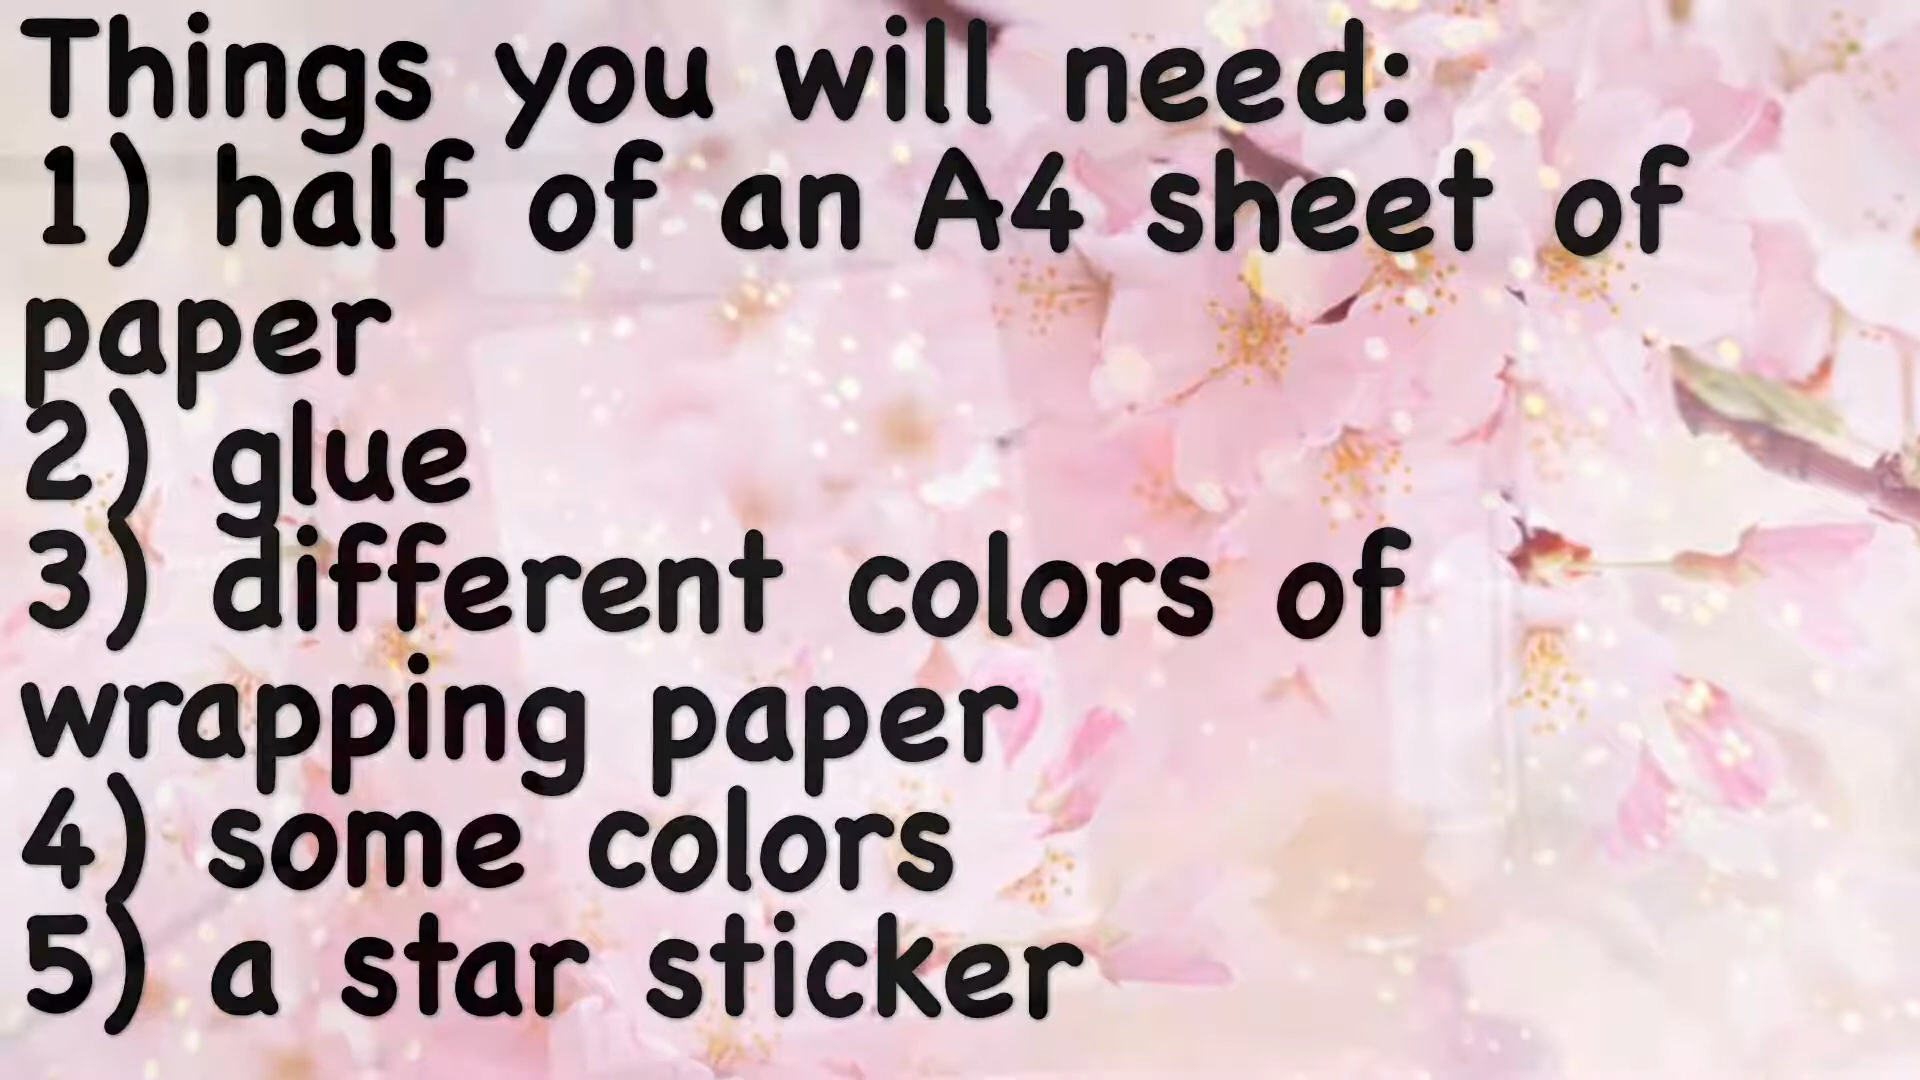 Things you will need:
1) half of an A4 sheet of
paper
2) glue
3) different colors of
wrapping paper
4) some colors
5) a star sticker